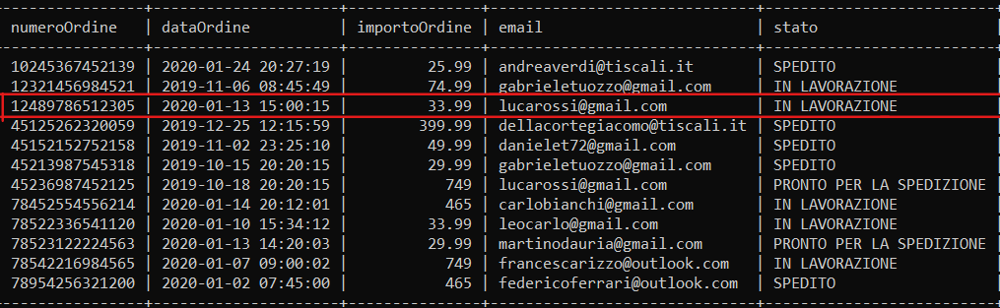 numeroOrdine | dataOrdine | importoOrdine | email | stato
10245367452139 | 2020-01-24 20:27:19 | 25.99 | andreaverdi@tiscali.it | SPEDITO
12321456984521 | 2019-11-06 08:45:49 | 74.99 | gabrieletuozzo@gmail.com | IN LAVORAZIONE
12489786512305 | 2020-01-13 15:00:15 | 33.99 | lucarossi@gmail.com | IN LAVORAZIONE
45125262320059 | 2019-12-25 12:15:59 | 399.99 | dellacortegiacomo@tiscali.it | SPEDITO
45152152752158 | 2019-11-02 23:25:10 | 49.99 | danielet72@gmail.com | SPEDITO
45213987545318 | 2019-10-15 20:20:15 | 29.99 | gabrieletuozzo@gmail.com | SPEDITO
45236987452125 | 2019-10-18 20:20:15 | 749 | lucarossi@gmail.com | PRONTO PER LA SPEDIZIONE
78452554556214 | 2020-01-14 20:12:01 | 465 | carlobianchi@gmail.com | IN LAVORAZIONE
78522336541120 | 2020-01-10 15:34:12 | 33.99 | leocarlo@gmail.com | IN LAVORAZIONE
78523122224563 | 2020-01-13 14:20:03 | 29.99 | martinodauria@gmail.com | PRONTO PER LA SPEDIZIONE
78542216984565 | 2020-01-07 09:00:02 | 749 | francescarizzo@outlook.com | IN LAVORAZIONE
78954256321200 | 2020-01-02 07:45:00 | 465 | federicoferrari@outlook.com | SPEDITO